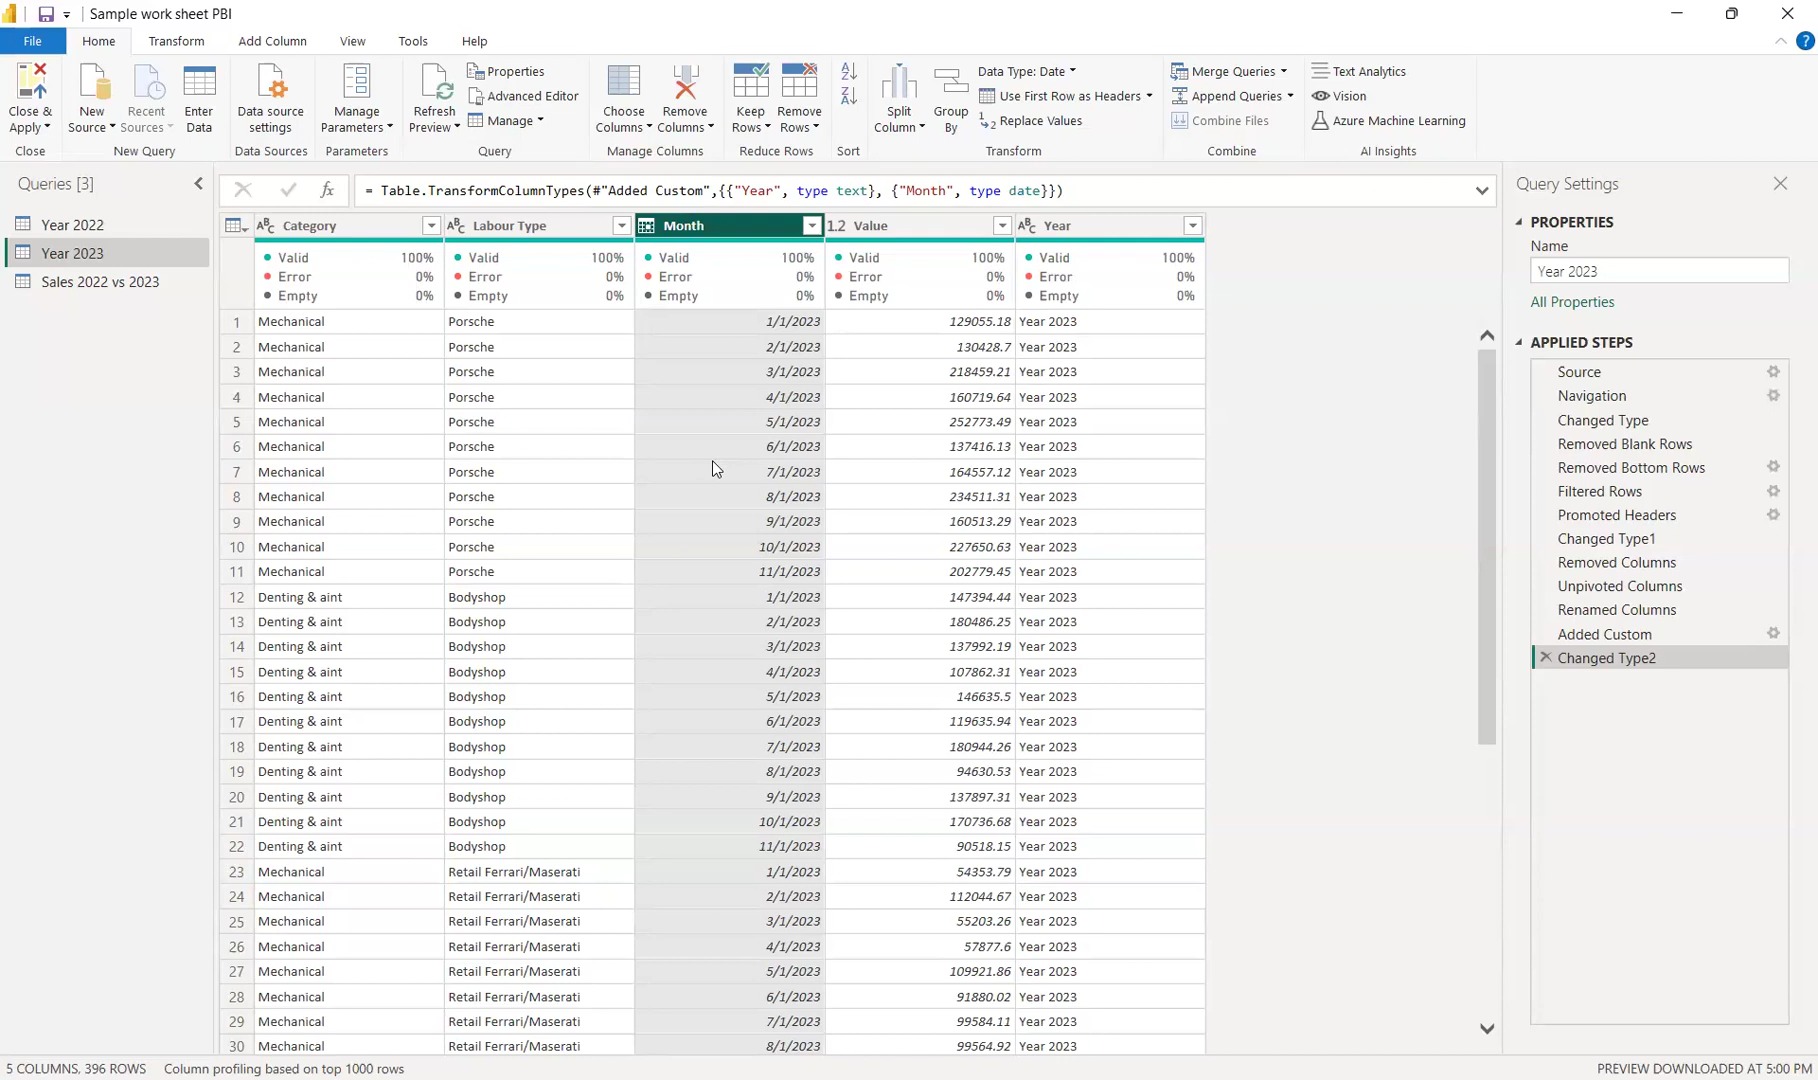 Sample work sheet PBI
File Home Transform Add Column View Tools Help
Close & Apply
New Source
Recent Sources
Enter Data
Data source settings
Manage Parameters
Refresh Preview
Properties
Advanced Editor
Manage
Choose Columns
Remove Columns
Keep Rows
Remove Rows
Split Column
Group By
Data Type: Date
Use First Row as Headers
Replace Values
Merge Queries
Append Queries
Combine Files
Text Analytics
Vision
Azure Machine Learning
Close New Query Data Sources Parameters Query Manage Columns Reduce Rows Sort Transform Combine AI Insights
Queries [3]
Year 2022
Year 2023
Sales 2022 vs 2023
fx = Table.TransformColumnTypes(#"Added Custom",{{"Year", type text}, {"Month", type date}})
Category Labour Type Month 1.2 Value Year
Valid 100% Valid 100% Valid 100% Valid 100% Valid 100%
Error 0% Error 0% Error 0% Error 0% Error 0%
Empty 0% Empty 0% Empty 0% Empty 0% Empty 0%
1 Mechanical Porsche 1/1/2023 129055.18 Year 2023
2 Mechanical Porsche 2/1/2023 130428.7 Year 2023
3 Mechanical Porsche 3/1/2023 218459.21 Year 2023
4 Mechanical Porsche 4/1/2023 160719.64 Year 2023
5 Mechanical Porsche 5/1/2023 252773.49 Year 2023
6 Mechanical Porsche 6/1/2023 137416.13 Year 2023
7 Mechanical Porsche 7/1/2023 164557.12 Year 2023
8 Mechanical Porsche 8/1/2023 234511.31 Year 2023
9 Mechanical Porsche 9/1/2023 160513.29 Year 2023
10 Mechanical Porsche 10/1/2023 227650.63 Year 2023
11 Mechanical Porsche 11/1/2023 202779.45 Year 2023
12 Denting & aint Bodyshop 1/1/2023 147394.44 Year 2023
13 Denting & aint Bodyshop 2/1/2023 180486.25 Year 2023
14 Denting & aint Bodyshop 3/1/2023 137992.19 Year 2023
15 Denting & aint Bodyshop 4/1/2023 107862.31 Year 2023
16 Denting & aint Bodyshop 5/1/2023 146635.5 Year 2023
17 Denting & aint Bodyshop 6/1/2023 119635.94 Year 2023
18 Denting & aint Bodyshop 7/1/2023 180944.26 Year 2023
19 Denting & aint Bodyshop 8/1/2023 94630.53 Year 2023
20 Denting & aint Bodyshop 9/1/2023 137897.31 Year 2023
21 Denting & aint Bodyshop 10/1/2023 170736.68 Year 2023
22 Denting & aint Bodyshop 11/1/2023 90518.15 Year 2023
23 Mechanical Retail Ferrari/Maserati 1/1/2023 54353.79 Year 2023
24 Mechanical Retail Ferrari/Maserati 2/1/2023 112044.67 Year 2023
25 Mechanical Retail Ferrari/Maserati 3/1/2023 55203.26 Year 2023
26 Mechanical Retail Ferrari/Maserati 4/1/2023 57877.6 Year 2023
27 Mechanical Retail Ferrari/Maserati 5/1/2023 109921.86 Year 2023
28 Mechanical Retail Ferrari/Maserati 6/1/2023 91880.02 Year 2023
29 Mechanical Retail Ferrari/Maserati 7/1/2023 99584.11 Year 2023
30 Mechanical Retail Ferrari/Maserati 8/1/2023 99564.92 Year 2023
Query Settings
PROPERTIES
Name
Year 2023
All Properties
APPLIED STEPS
Source
Navigation
Changed Type
Removed Blank Rows
Removed Bottom Rows
Filtered Rows
Promoted Headers
Changed Type1
Removed Columns
Unpivoted Columns
Renamed Columns
Added Custom
Changed Type2
5 COLUMNS, 396 ROWS Column profiling based on top 1000 rows PREVIEW DOWNLOADED AT 5:00 PM